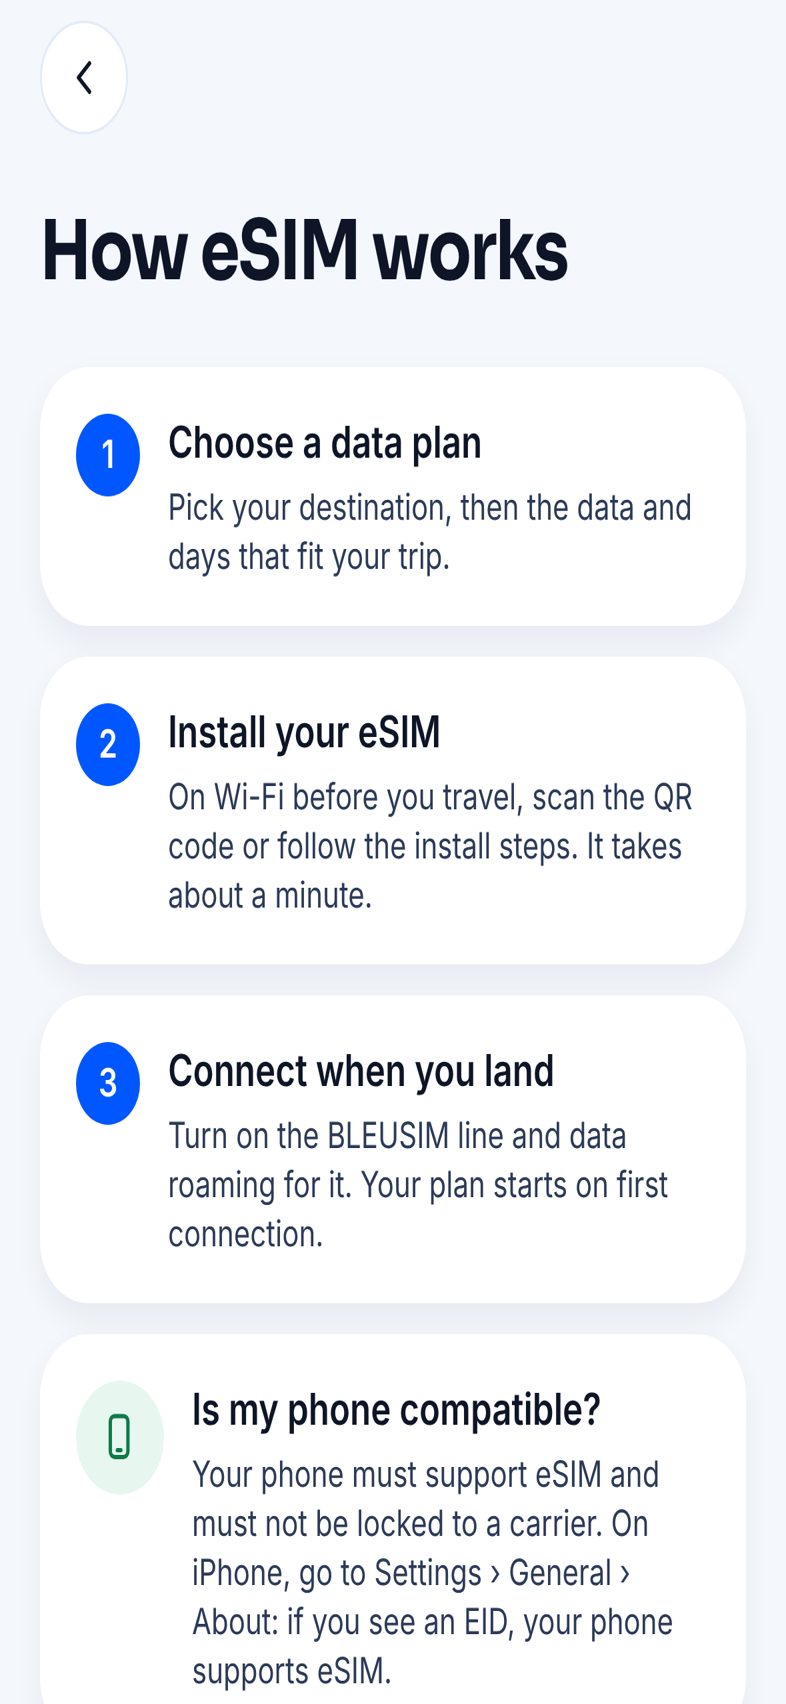 How eSIM works
1
Choose a data plan
Pick your destination, then the data and
days that fit your trip.
2
Install your eSIM
On Wi-Fi before you travel, scan the QR
code or follow the install steps. It takes
about a minute.
3
Connect when you land
Turn on the BLEUSIM line and data
roaming for it. Your plan starts on first
connection.
Is my phone compatible?
Your phone must support eSIM and
must not be locked to a carrier. On
iPhone, go to Settings › General ›
About: if you see an EID, your phone
supports eSIM.